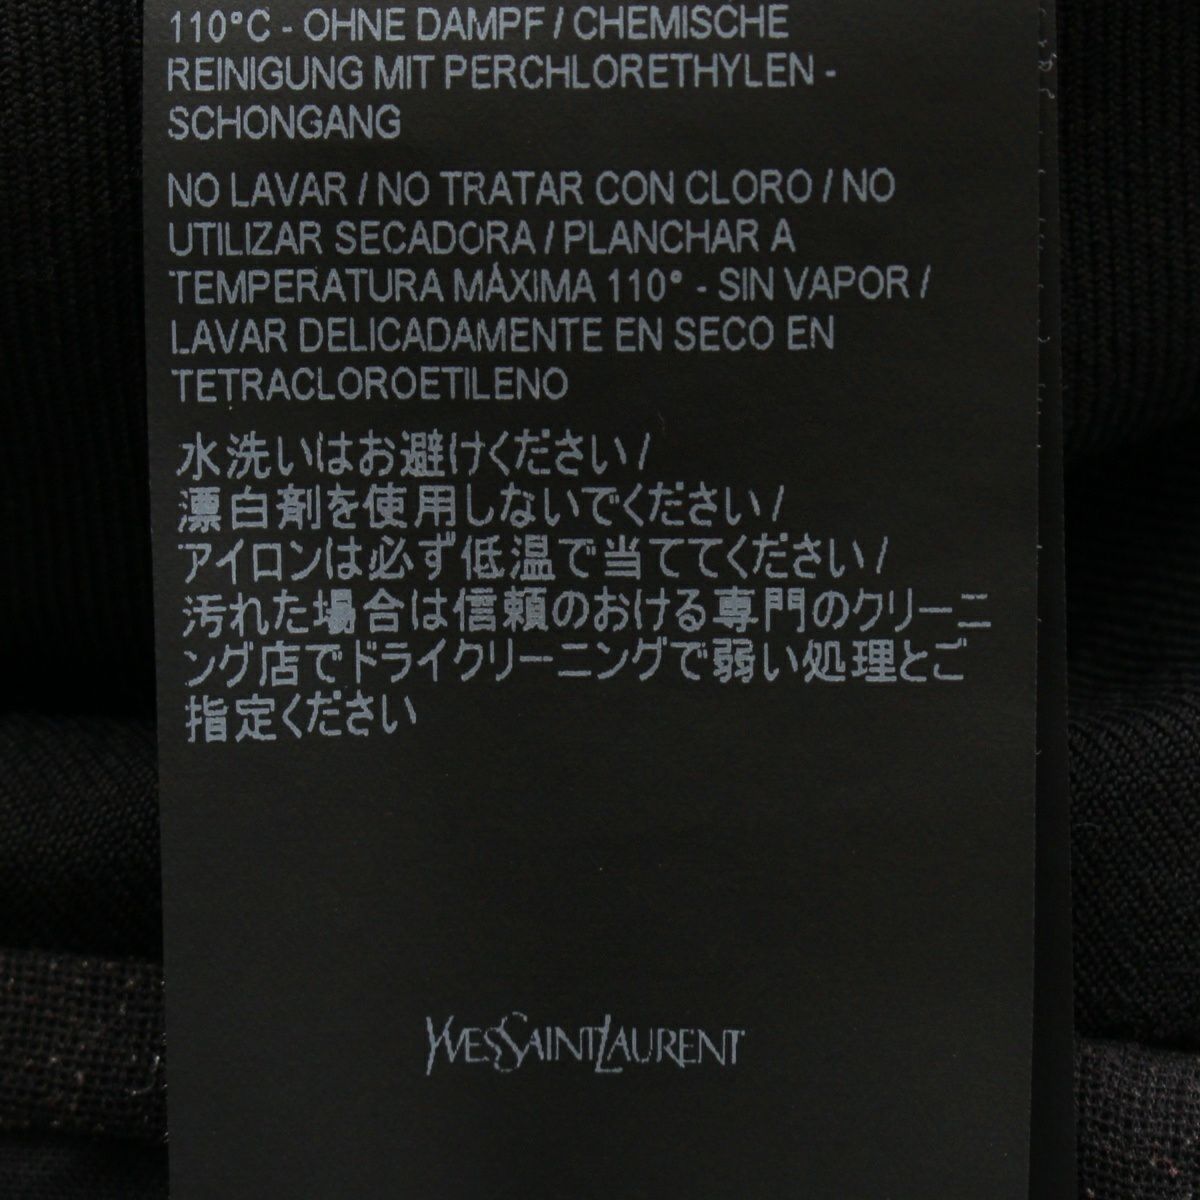 110°C - OHNE DAMPF / CHEMISCHE
REINIGUNG MIT PERCHLORETHYLEN -
SCHONGANG
NO LAVAR / NO TRATAR CON CLORO / NO
UTILIZAR SECADORA / PLANCHAR A
TEMPERATURA MÁXIMA 110° - SIN VAPOR /
LAVAR DELICADAMENTE EN SECO EN
TETRACLOROETILENO
水洗いはお避けください/
漂白剤を使用しないでください/
アイロンは必ず低温で当ててください/
汚れた場合は信頼のおける専門のクリーニ
ング店でドライクリーニングで弱い処理とご
指定ください
YVESSAINTLAURENT